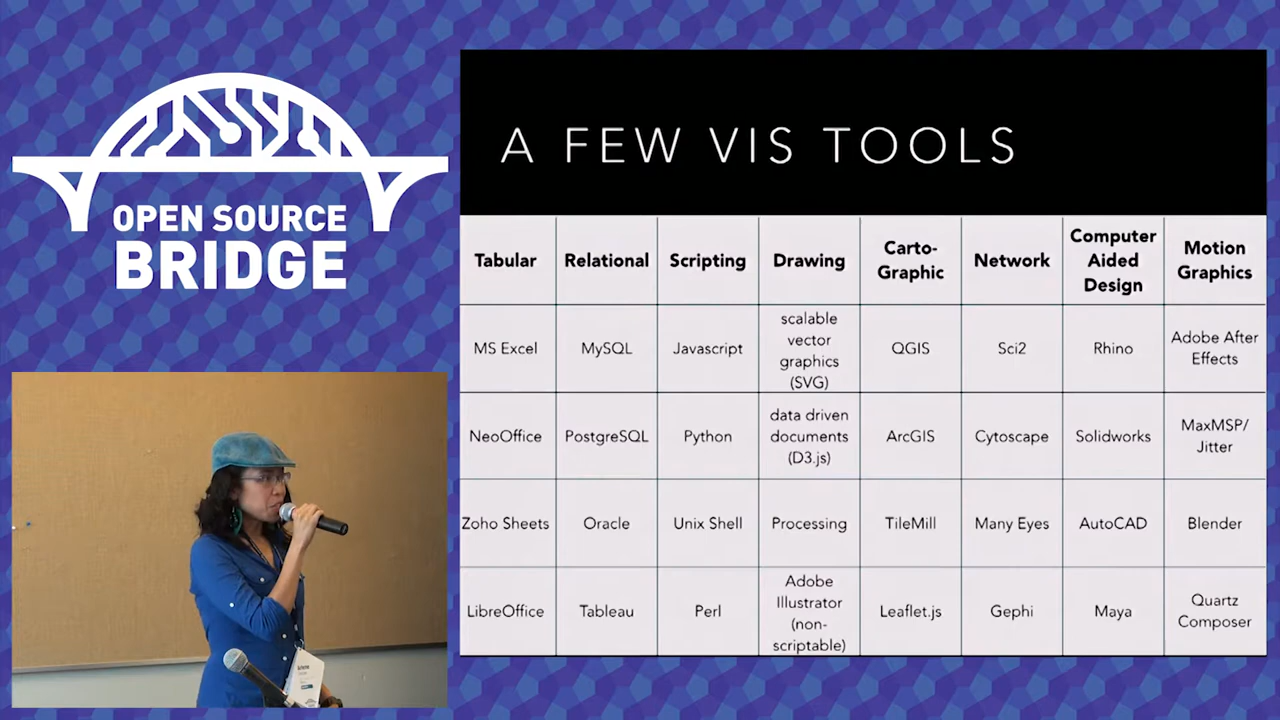 OPEN SOURCE
BRIDGE
A FEW VIS TOOLS
Tabular
Relational
Scripting
Drawing
Carto-
Graphic
Network
Computer
Aided
Design
Motion
Graphics
MS Excel
MySQL
Javascript
scalable
vector
graphics
(SVG)
QGIS
Sci2
Rhino
Adobe After
Effects
NeoOffice
PostgreSQL
Python
data driven
documents
(D3.js)
ArcGIS
Cytoscape
Solidworks
MaxMSP/
Jitter
Zoho Sheets
Oracle
Unix Shell
Processing
TileMill
Many Eyes
AutoCAD
Blender
LibreOffice
Tableau
Perl
Adobe
Illustrator
(non-
scriptable)
Leaflet.js
Gephi
Maya
Quartz
Composer